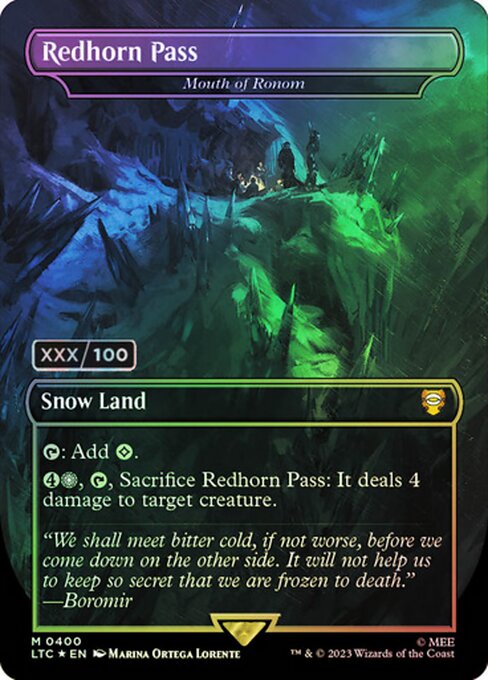 Redhorn Pass
Mouth of Ronom
XXX/100
Snow Land
: Add .
4, , Sacrifice Redhorn Pass: It deals 4
damage to target creature.
“We shall meet bitter cold, if not worse, before we
come down on the other side. It will not help us
to keep so secret that we are frozen to death.”
—Boromir
M 0400
© MEE
LTC ★ EN Marina Ortega Lorente
™ & © 2023 Wizards of the Coast